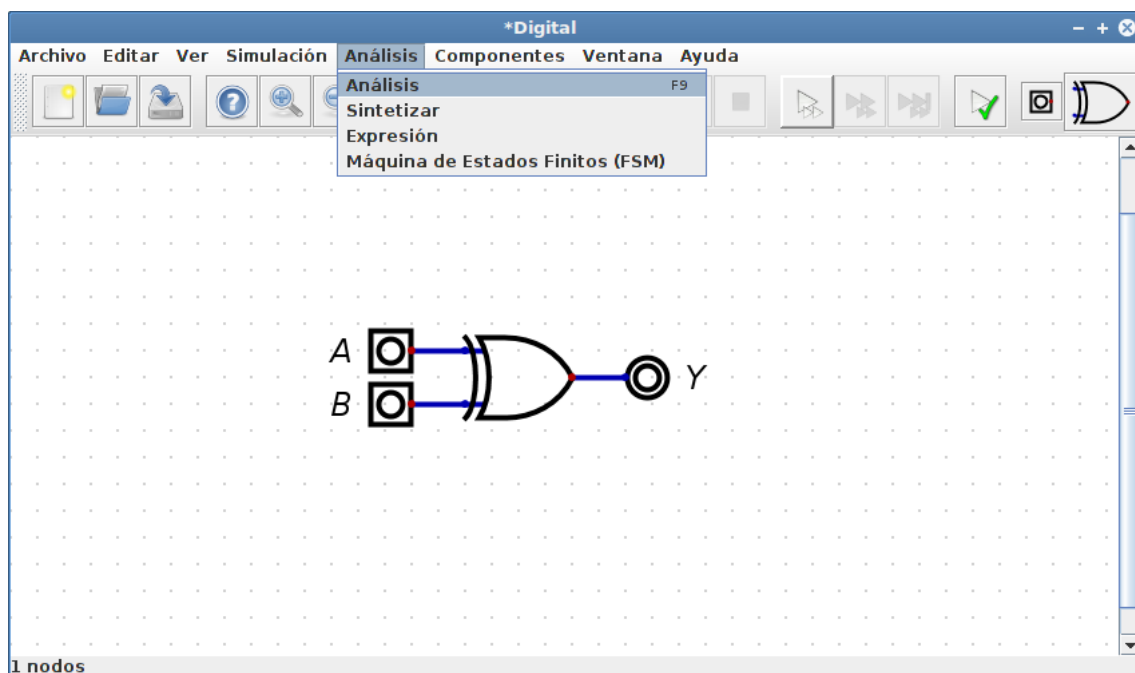 *Digital
Archivo Editar Ver Simulación Análisis Componentes Ventana Ayuda
Análisis F9
Sintetizar
Expresión
Máquina de Estados Finitos (FSM)
A
B
Y
1 nodos